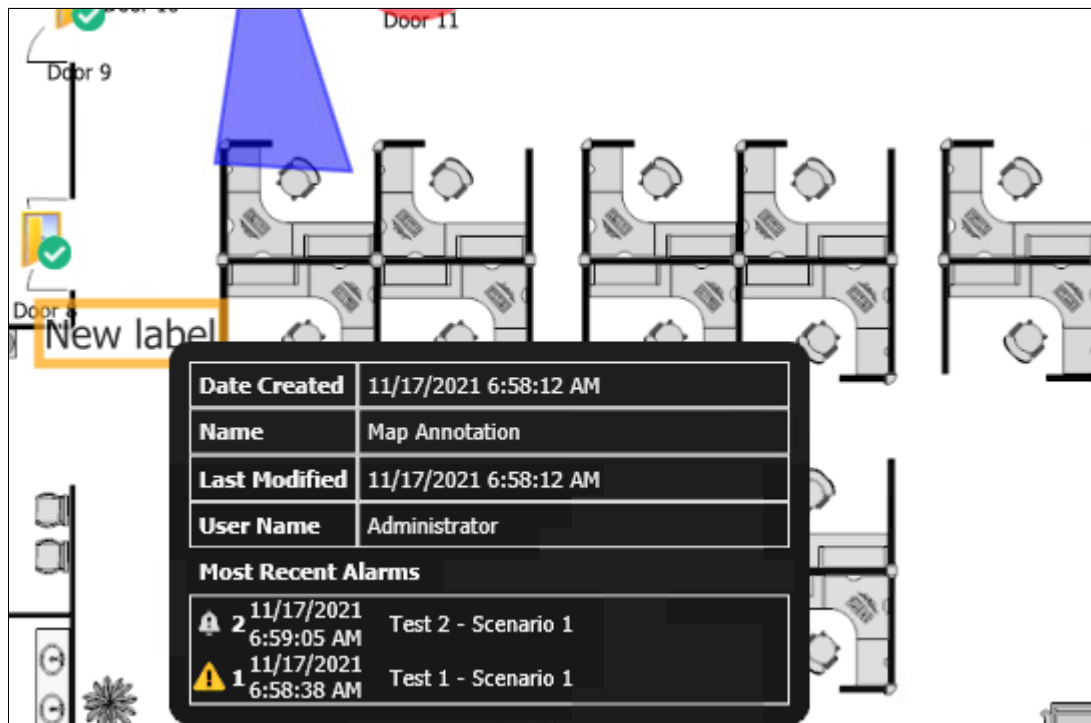 Door 10
Door 11
Door 9
Door 8
New label
Date Created 11/17/2021 6:58:12 AM
Name Map Annotation
Last Modified 11/17/2021 6:58:12 AM
User Name Administrator
Most Recent Alarms
2 11/17/2021 6:59:05 AM Test 2 - Scenario 1
1 11/17/2021 6:58:38 AM Test 1 - Scenario 1